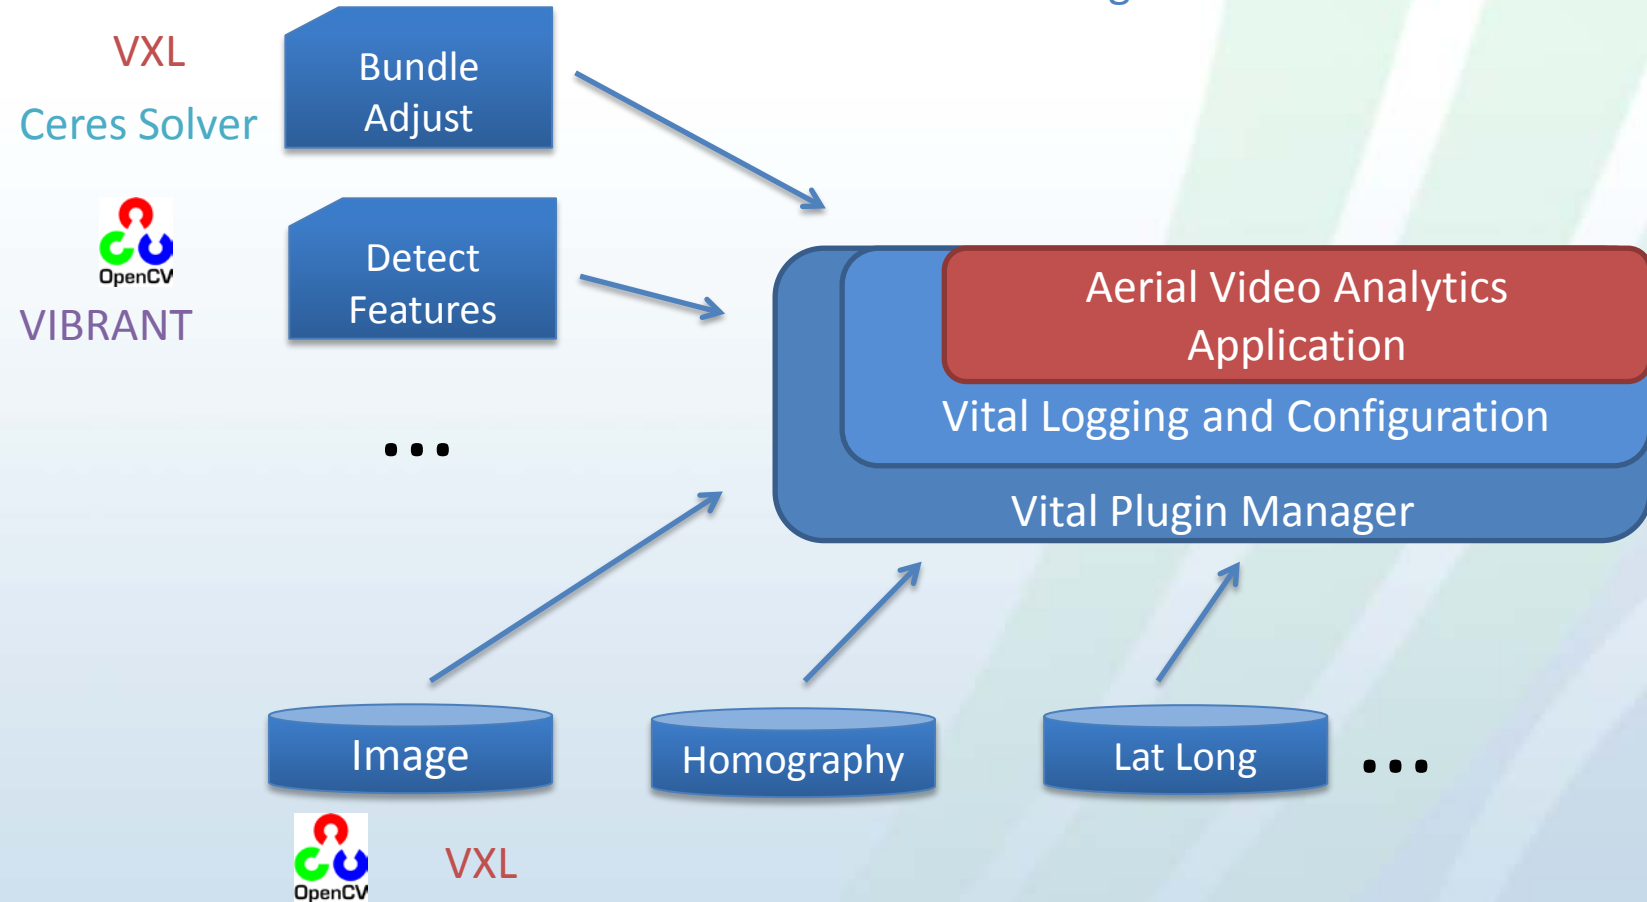 VXL
Ceres Solver
Bundle
Adjust
OpenCV
VIBRANT
Detect
Features
...
Aerial Video Analytics
Application
Vital Logging and Configuration
Vital Plugin Manager
Image
Homography
Lat Long
...
OpenCV
VXL